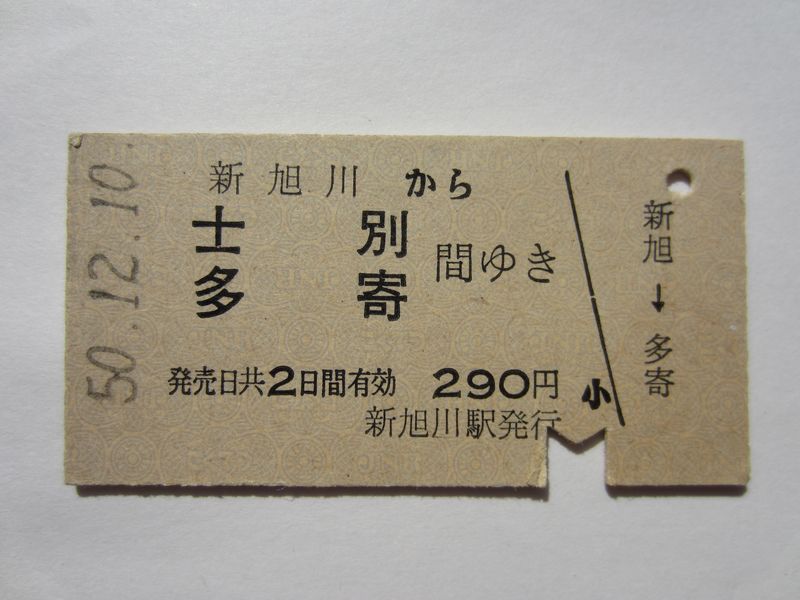 50.12.10.
新旭川 から
士別
多寄
間ゆき
発売日共2日間有効 290円
新旭川駅発行
小
新旭→多寄